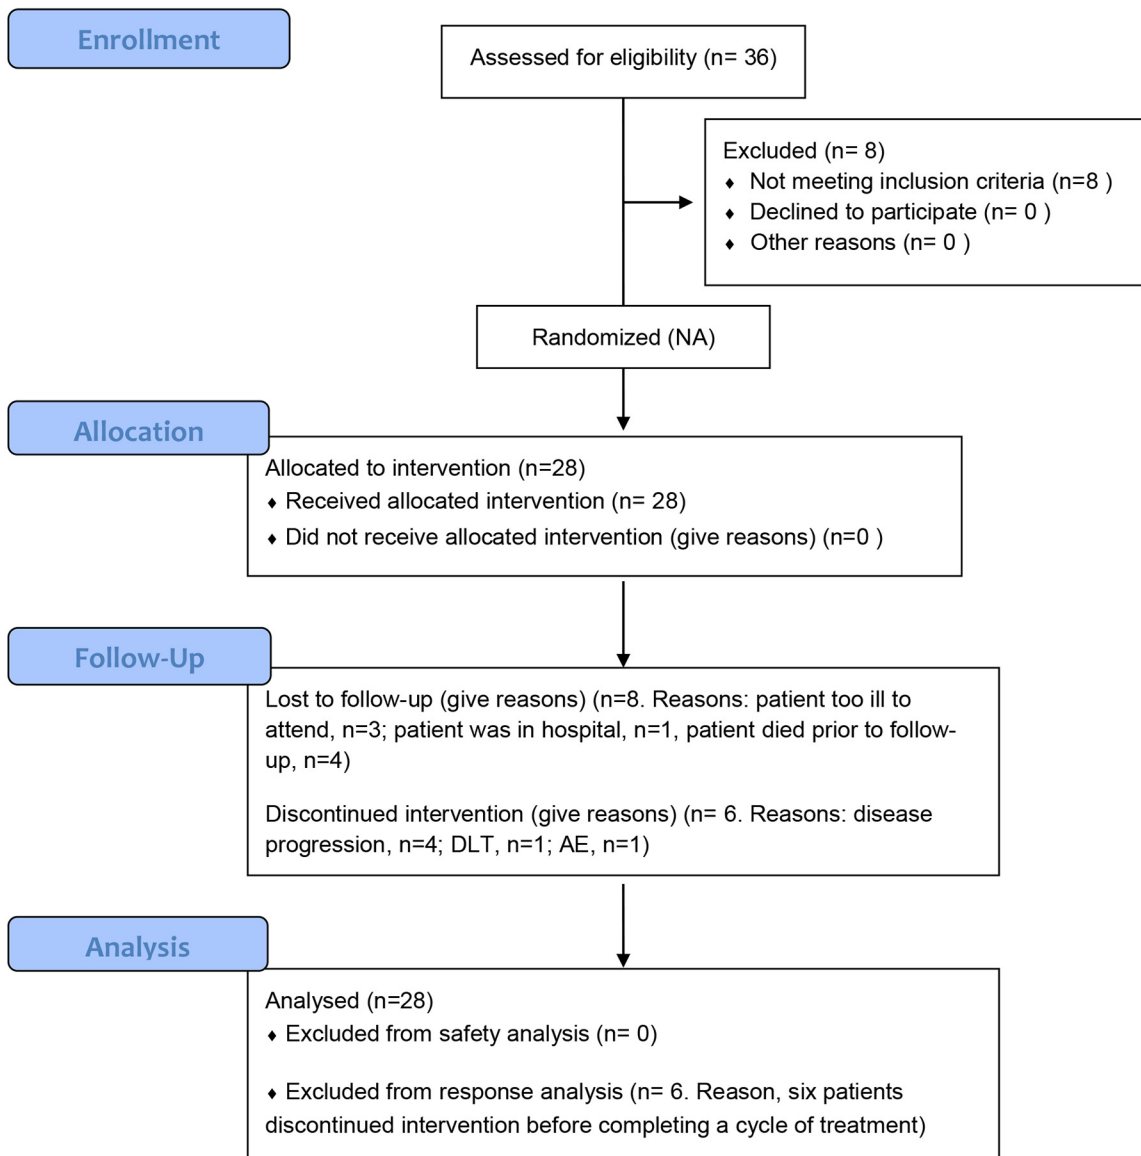 Enrollment
Assessed for eligibility (n= 36)
Excluded (n= 8)
♦ Not meeting inclusion criteria (n=8 )
♦ Declined to participate (n= 0 )
♦ Other reasons (n= 0 )
Randomized (NA)
Allocation
Allocated to intervention (n=28)
♦ Received allocated intervention (n= 28)
♦ Did not receive allocated intervention (give reasons) (n=0 )
Follow-Up
Lost to follow-up (give reasons) (n=8. Reasons: patient too ill to
attend, n=3; patient was in hospital, n=1, patient died prior to follow-
up, n=4)
Discontinued intervention (give reasons) (n= 6. Reasons: disease
progression, n=4; DLT, n=1; AE, n=1)
Analysis
Analysed (n=28)
♦ Excluded from safety analysis (n= 0)
♦ Excluded from response analysis (n= 6. Reason, six patients
discontinued intervention before completing a cycle of treatment)